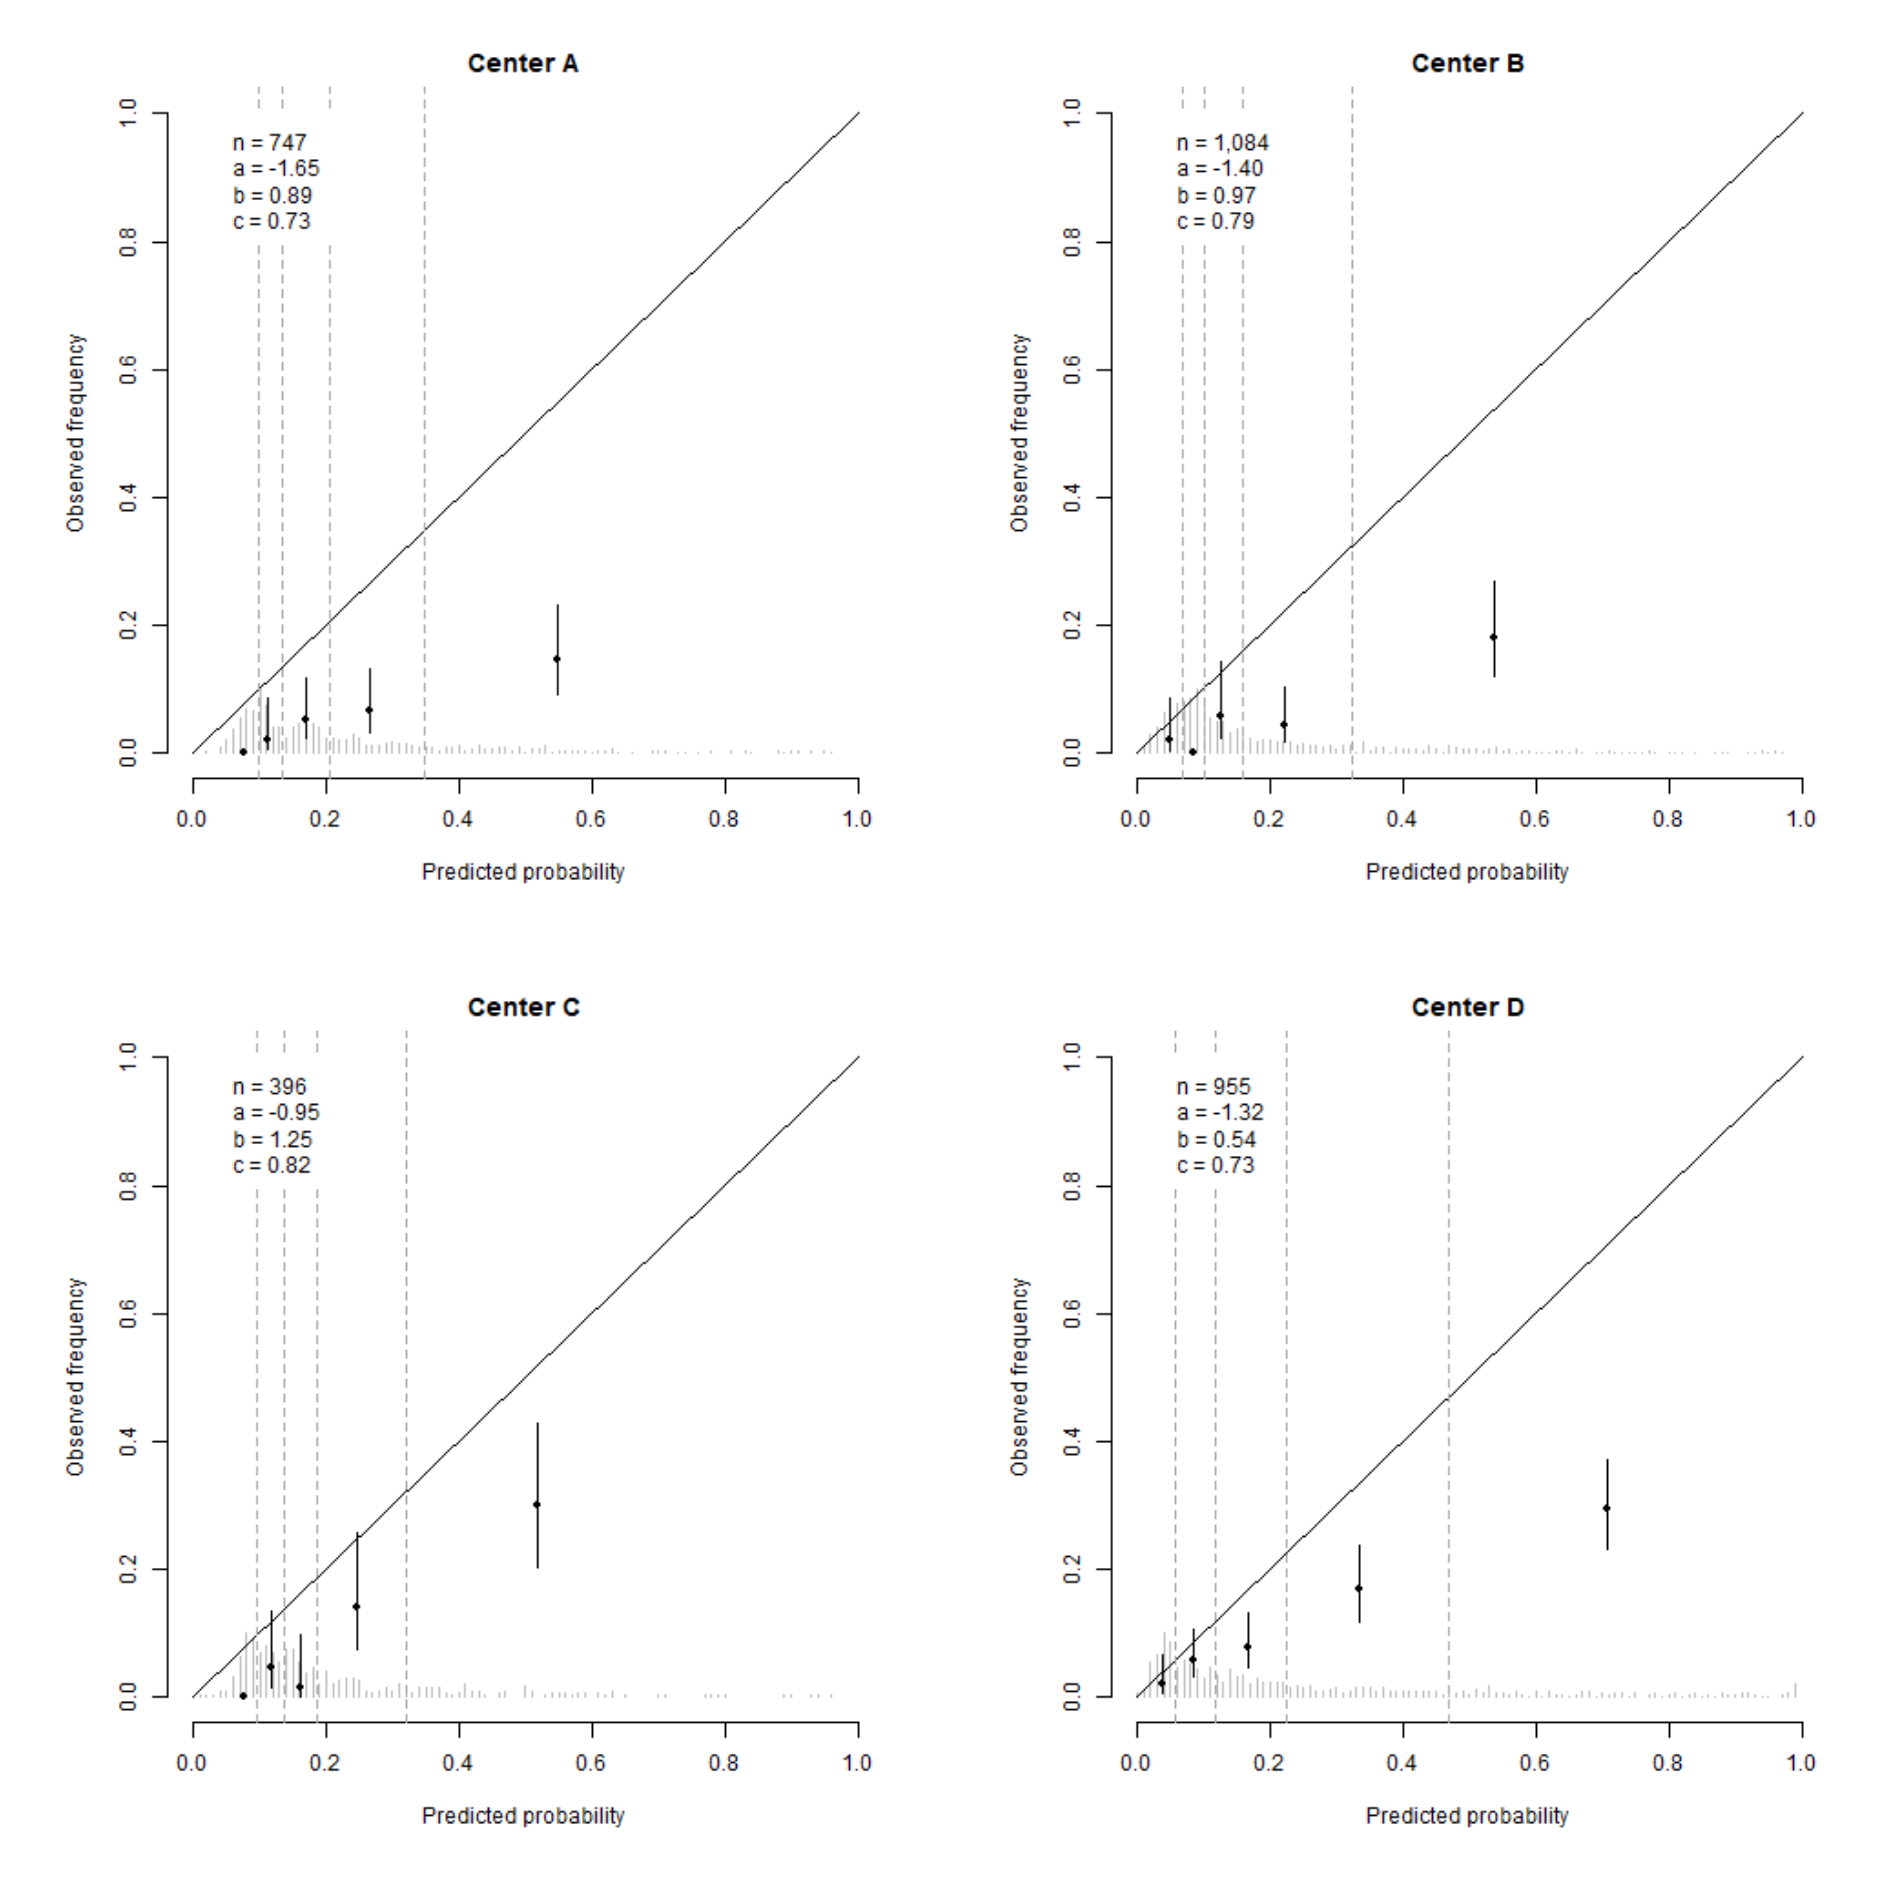 Center A
n = 747
a = -1.65
b = 0.89
c = 0.73
1.0
0.8
0.6
0.4
0.2
0.0
Observed frequency
0.0 0.2 0.4 0.6 0.8 1.0
Predicted probability
Center B
n = 1,084
a = -1.40
b = 0.97
c = 0.79
1.0
0.8
0.6
0.4
0.2
0.0
Observed frequency
0.0 0.2 0.4 0.6 0.8 1.0
Predicted probability
Center C
n = 396
a = -0.95
b = 1.25
c = 0.82
1.0
0.8
0.6
0.4
0.2
0.0
Observed frequency
0.0 0.2 0.4 0.6 0.8 1.0
Predicted probability
Center D
n = 955
a = -1.32
b = 0.54
c = 0.73
1.0
0.8
0.6
0.4
0.2
0.0
Observed frequency
0.0 0.2 0.4 0.6 0.8 1.0
Predicted probability